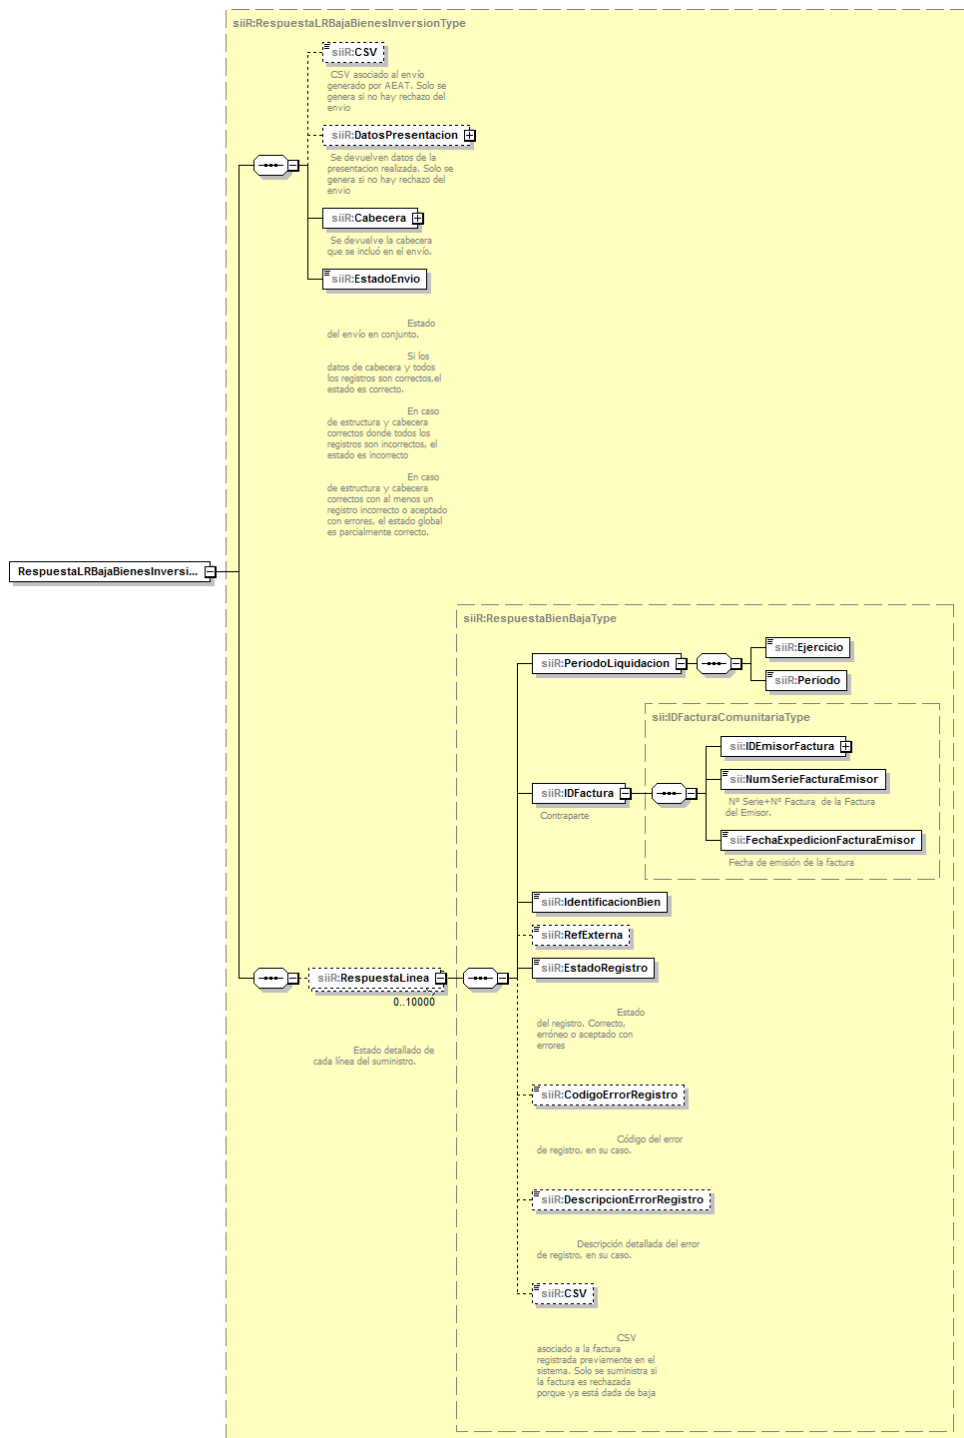 siiR:RespuestaLRBajaBienesInversionType
siiR:CSV
CSV asociado al envío
generado por AEAT. Solo se
genera si no hay rechazo del
envio
siiR:DatosPresentacion
Se devuelven datos de la
presentacion realizada. Solo se
genera si no hay rechazo del
envio
siiR:Cabecera
Se devuelve la cabecera
que se incluó en el envío.
siiR:EstadoEnvio
Estado
del envío en conjunto.
Si los
datos de cabecera y todos
los registros son correctos,el
estado es correcto.
En caso
de estructura y cabecera
correctos donde todos los
registros son incorrectos, el
estado es incorrecto
En caso
de estructura y cabecera
correctos con al menos un
registro incorrecto o aceptado
con errores, el estado global
es parcialmente correcto.
RespuestaLRBajaBienesInversi...
siiR:RespuestaLinea
0..10000
Estado detallado de
cada línea del suministro.
siiR:RespuestaBienBajaType
siiR:PeriodoLiquidacion
siiR:Ejercicio
siiR:Periodo
siiR:IDFactura
Contraparte
sii:IDFacturaComunitariaType
sii:IDEmisorFactura
sii:NumSerieFacturaEmisor
Nº Serie+Nº Factura de la Factura
del Emisor.
sii:FechaExpedicionFacturaEmisor
Fecha de emisión de la factura
siiR:IdentificacionBien
siiR:RefExterna
siiR:EstadoRegistro
Estado
del registro. Correcto,
erróneo o aceptado con
errores
siiR:CodigoErrorRegistro
Código del error
de registro, en su caso.
siiR:DescripcionErrorRegistro
Descripción detallada del error
de registro, en su caso.
siiR:CSV
CSV
asociado a la factura
registrada previamente en el
sistema. Solo se suministra si
la factura es rechazada
porque ya está dada de baja